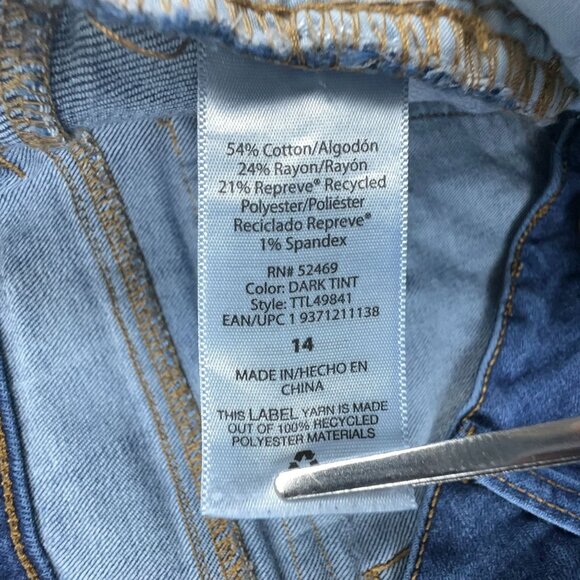 54% Cotton/Algodón
24% Rayon/Rayón
21% Repreve® Recycled
Polyester/Poliéster
Reciclado Repreve®
1% Spandex
RN# 52469
Color: DARK TINT
Style: TTL49841
EAN/UPC 1 9371211138
14
MADE IN/HECHO EN
CHINA
THIS LABEL YARN IS MADE
OUT OF 100% RECYCLED
POLYESTER MATERIALS